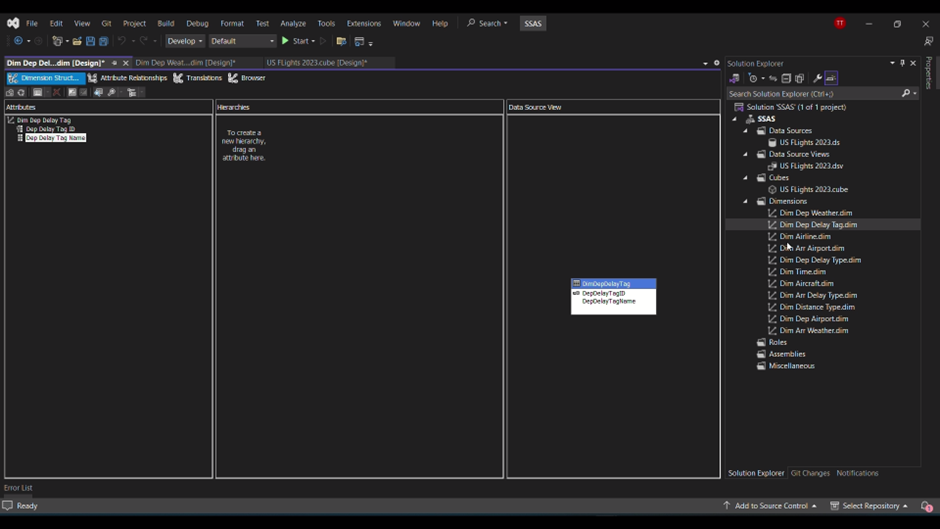 File Edit View Git Project Build Debug Format Test Analyze Tools Extensions Window Help Search SSAS TT
Develop Default Start
Dim Dep Del...dim [Design]* Dim Dep Weat....dim [Design]* US FLights 2023.cube [Design]*
Dimension Struct... Attribute Relationships Translations Browser
Attributes
Dim Dep Delay Tag
Dep Delay Tag ID
Dep Delay Tag Name
Hierarchies
To create a
new hierarchy,
drag an
attribute here.
Data Source View
DimDepDelayTag
DepDelayTagID
DepDelayTagName
Solution Explorer
Search Solution Explorer (Ctrl+;)
Solution 'SSAS' (1 of 1 project)
SSAS
Data Sources
US FLights 2023.ds
Data Source Views
US FLights 2023.dsv
Cubes
US FLights 2023.cube
Dimensions
Dim Dep Weather.dim
Dim Dep Delay Tag.dim
Dim Airline.dim
Dim Arr Airport.dim
Dim Dep Delay Type.dim
Dim Time.dim
Dim Aircraft.dim
Dim Arr Delay Type.dim
Dim Distance Type.dim
Dim Dep Airport.dim
Dim Arr Weather.dim
Roles
Assemblies
Miscellaneous
Solution Explorer Git Changes Notifications
Properties
Error List
Ready Add to Source Control Select Repository